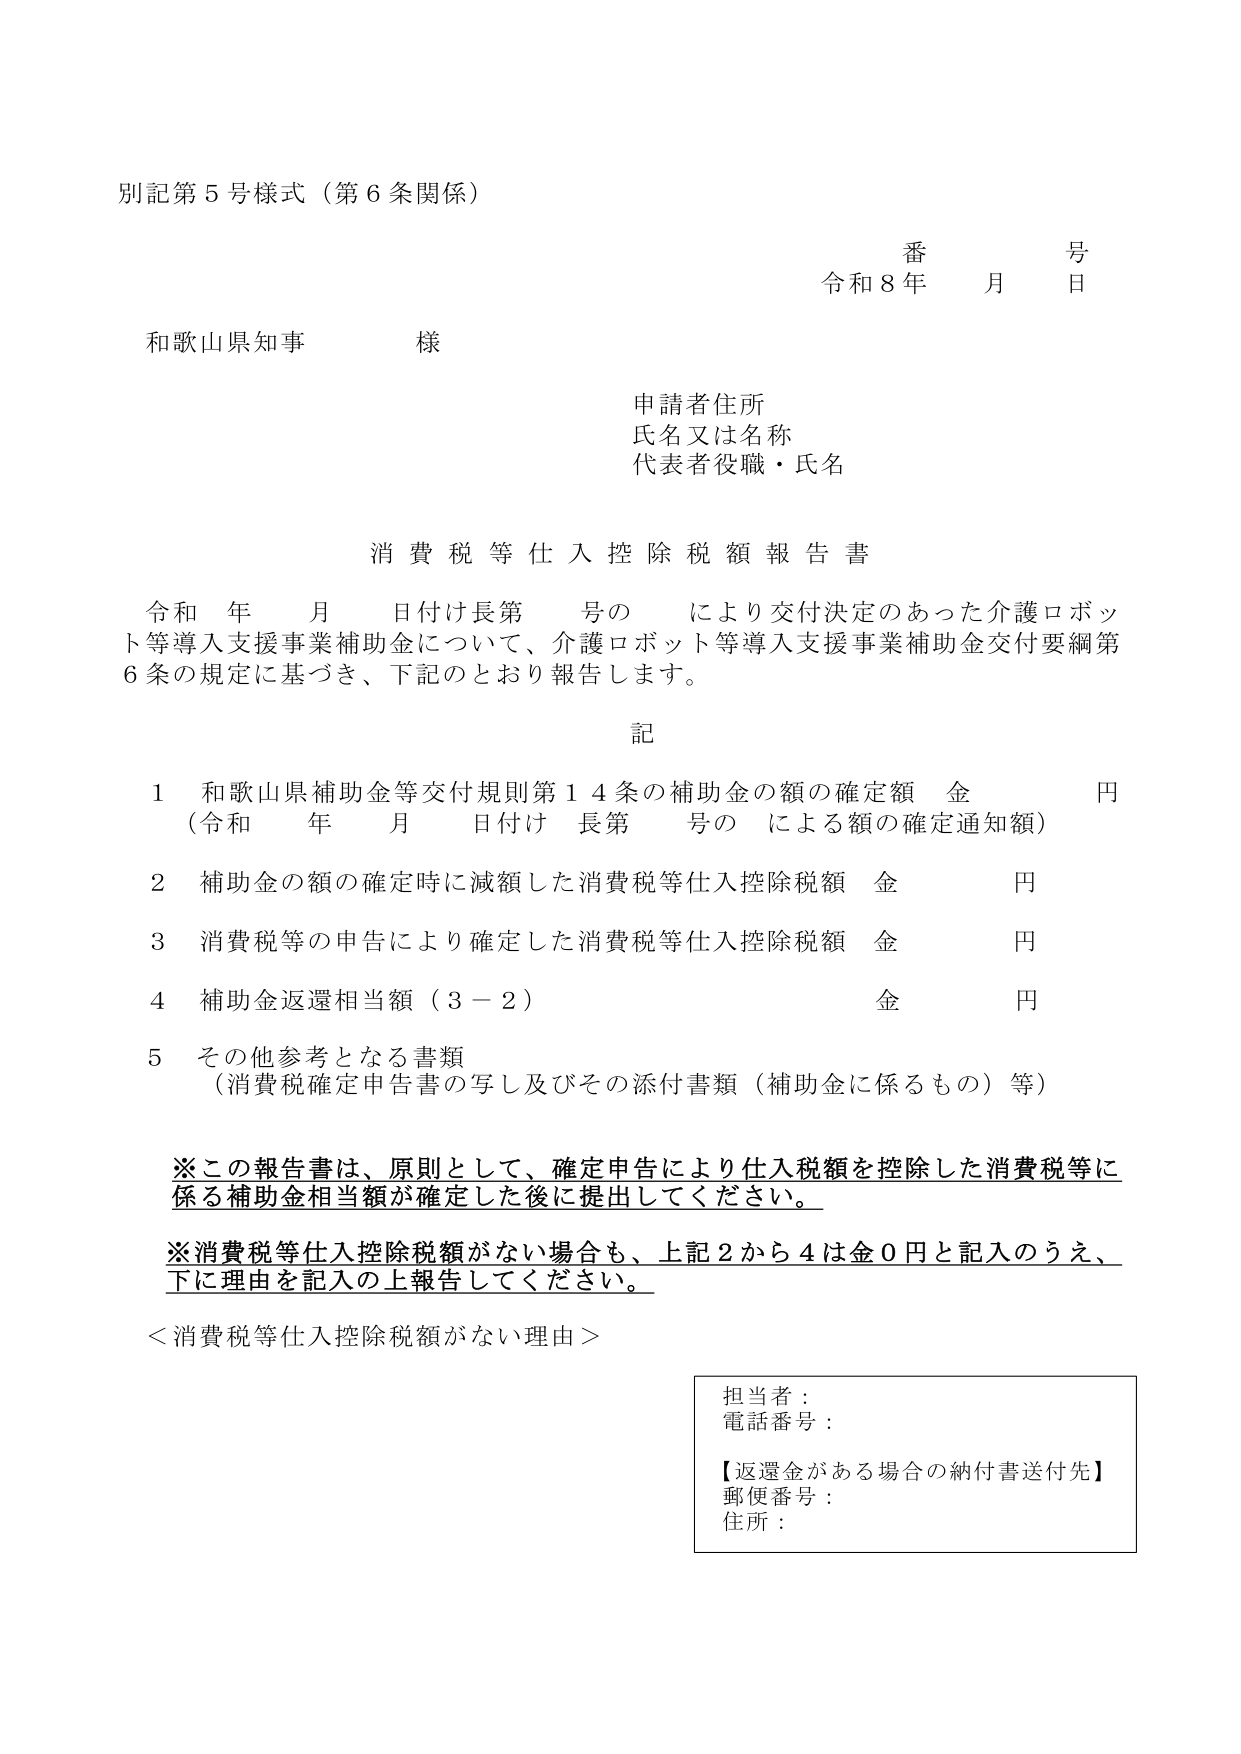 別記第５号様式（第６条関係）
番　　　　　号
令和８年　　月　　日
和歌山県知事　　　　様
申請者住所
氏名又は名称
代表者役職・氏名
消費税等仕入控除税額報告書
令和　年　　月　　日付け長第　　号の　　により交付決定のあった介護ロボッ
ト等導入支援事業補助金について、介護ロボット等導入支援事業補助金交付要綱第
６条の規定に基づき、下記のとおり報告します。
記
１　和歌山県補助金等交付規則第１４条の補助金の額の確定額　金　　　　　円
（令和　　年　　月　　日付け　長第　　号の　による額の確定通知額）
２　補助金の額の確定時に減額した消費税等仕入控除税額　金　　　　円
３　消費税等の申告により確定した消費税等仕入控除税額　金　　　　円
４　補助金返還相当額（３－２）　　　　　　　　　　　　金　　　　円
５　その他参考となる書類
（消費税確定申告書の写し及びその添付書類（補助金に係るもの）等）
※この報告書は、原則として、確定申告により仕入税額を控除した消費税等に
係る補助金相当額が確定した後に提出してください。
※消費税等仕入控除税額がない場合も、上記２から４は金０円と記入のうえ、
下に理由を記入の上報告してください。
＜消費税等仕入控除税額がない理由＞
担当者：
電話番号：
【返還金がある場合の納付書送付先】
郵便番号：
住所：